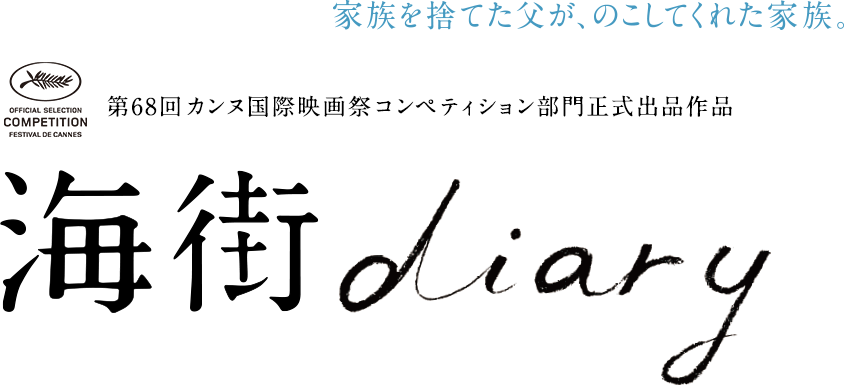 家族を捨てた父が、のこしてくれた家族。
OFFICIAL SELECTION
COMPETITION
FESTIVAL DE CANNES
第68回カンヌ国際映画祭コンペティション部門正式出品作品
海街diary